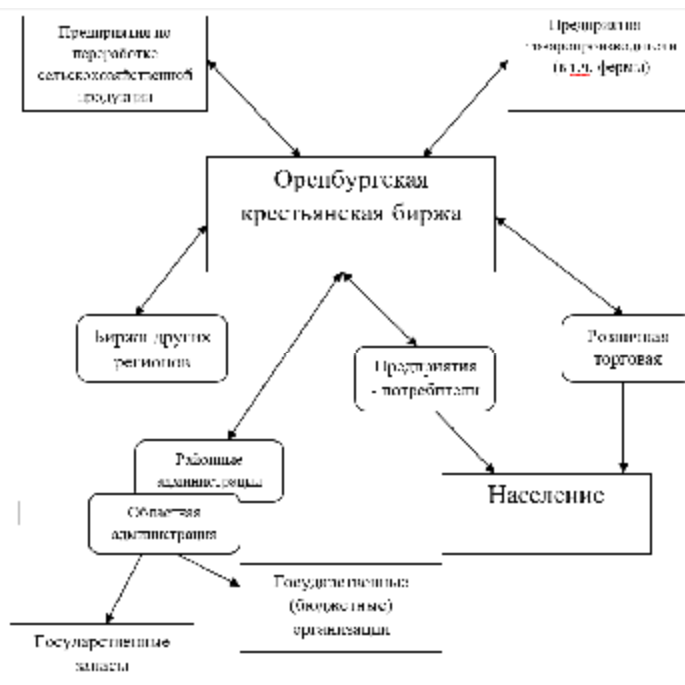 Предприятия по
переработке
сельскохозяйственной
продукции
Предприятия
товаропроизводители
(в т.ч. фермы)
Оренбургская
крестьянская биржа
Биржи других
регионов
Предприятия
- потребители
Розничная
торговая
Районные
администрации
Областная
администрация
Население
Государственные
(бюджетные)
организации
Государственные
запасы